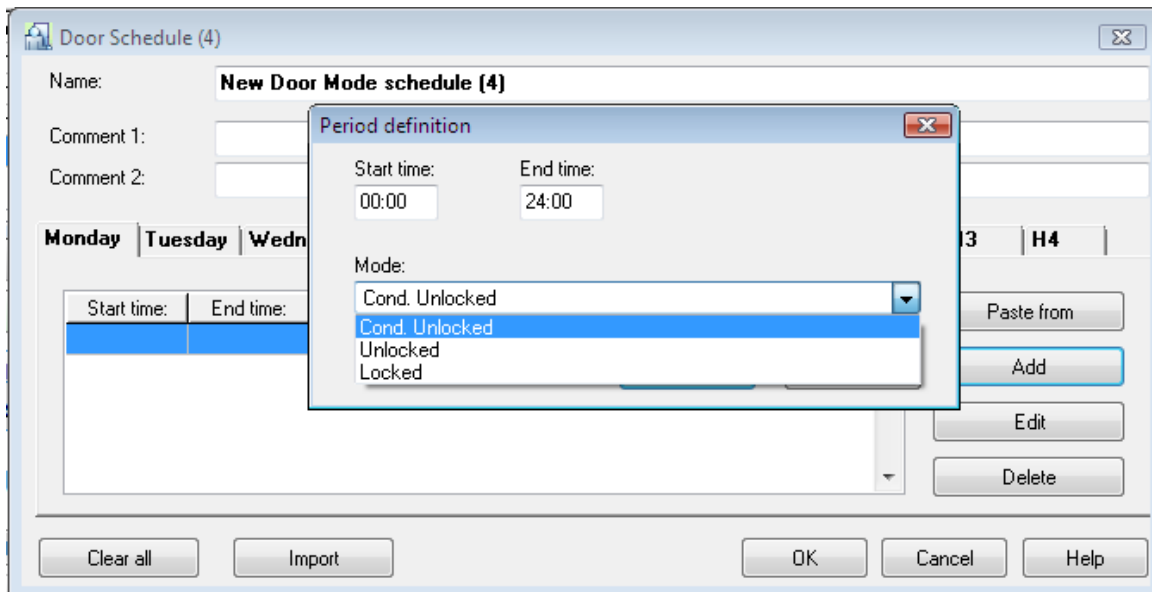 Door Schedule (4)
Name: New Door Mode schedule (4)
Period definition
Comment 1:
Start time: End time:
Comment 2:
00:00 24:00
Monday Tuesday Wedn H4
Mode:
Cond. Unlocked
Start time: End time: Paste from
Cond. Unlocked
Unlocked
Locked
Add
Edit
Delete
Clear all Import OK Cancel Help